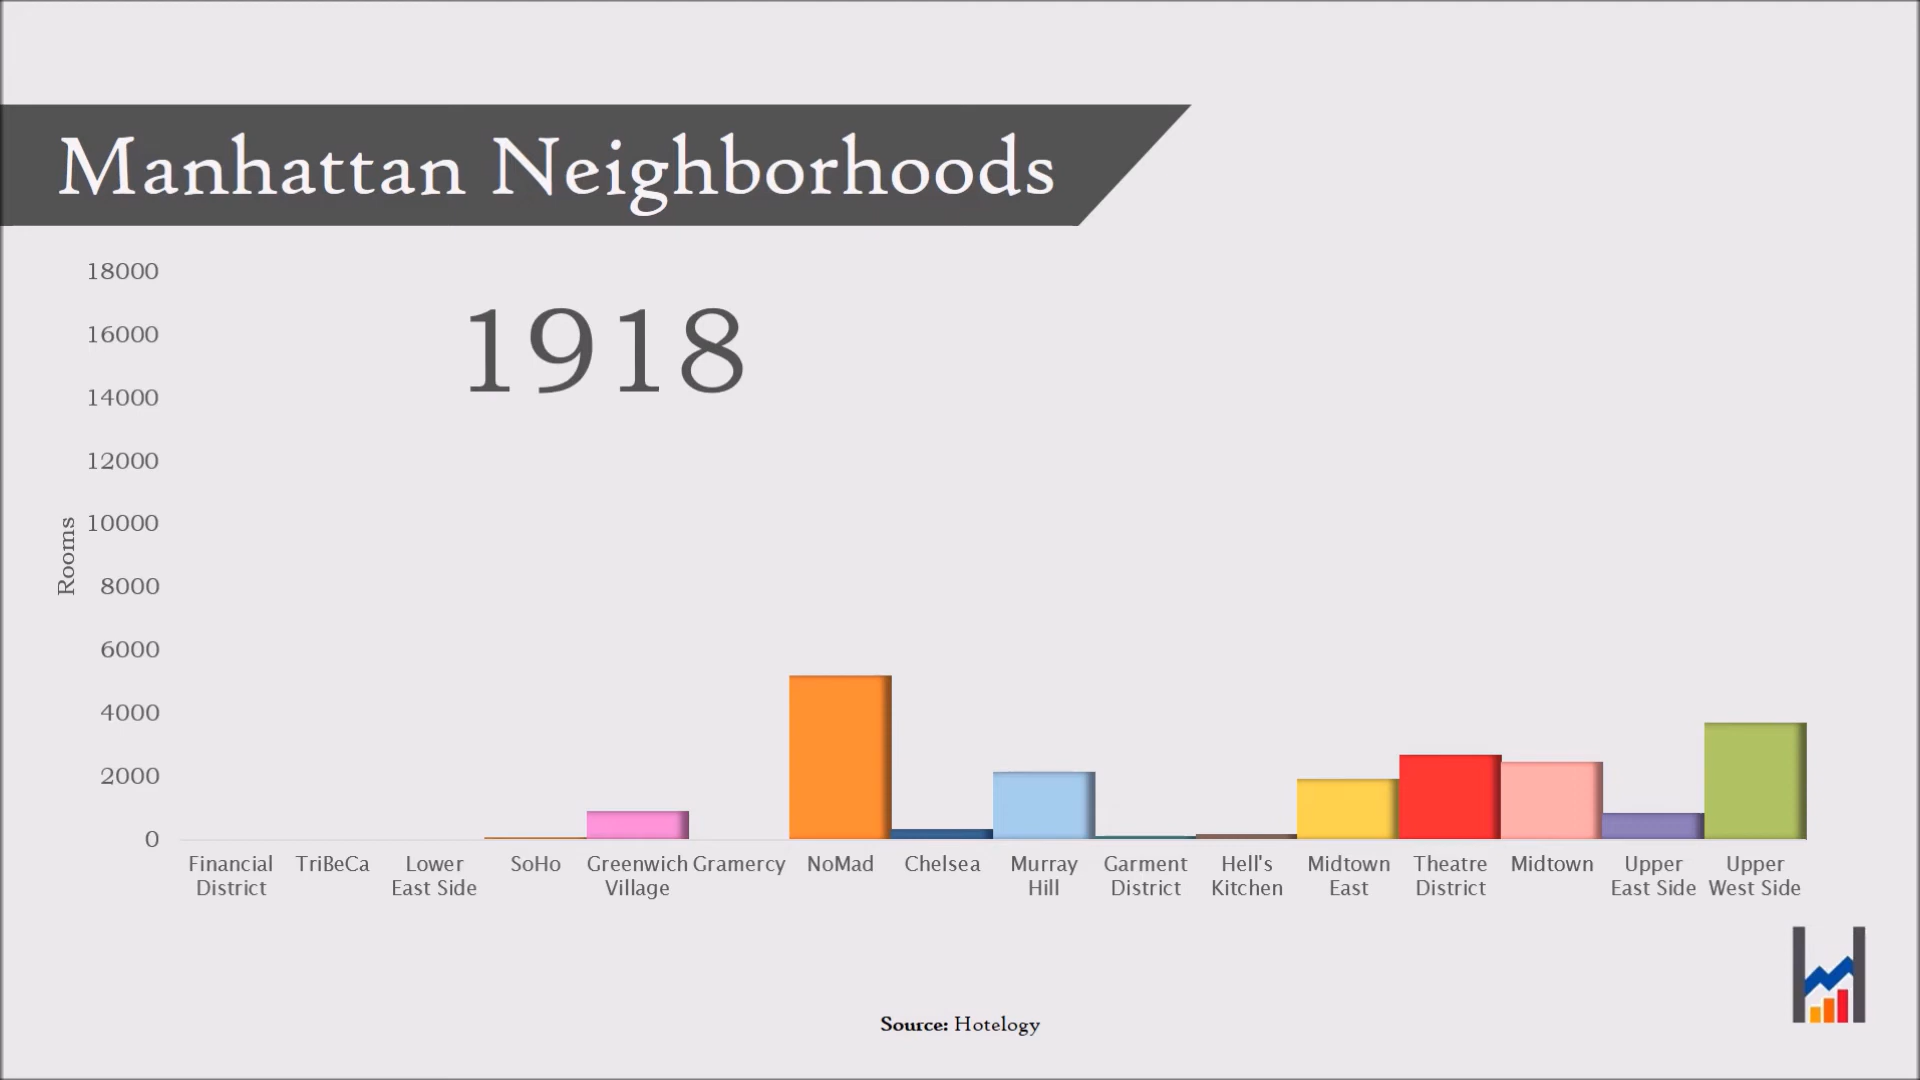 Manhattan Neighborhoods
1918
18000
16000
14000
12000
10000
8000
6000
4000
2000
0
Rooms
Financial District
TriBeCa
Lower East Side
SoHo
Greenwich Village
Gramercy
NoMad
Chelsea
Murray Hill
Garment District
Hell's Kitchen
Midtown East
Theatre District
Midtown
Upper East Side
Upper West Side
Source: Hotelogy